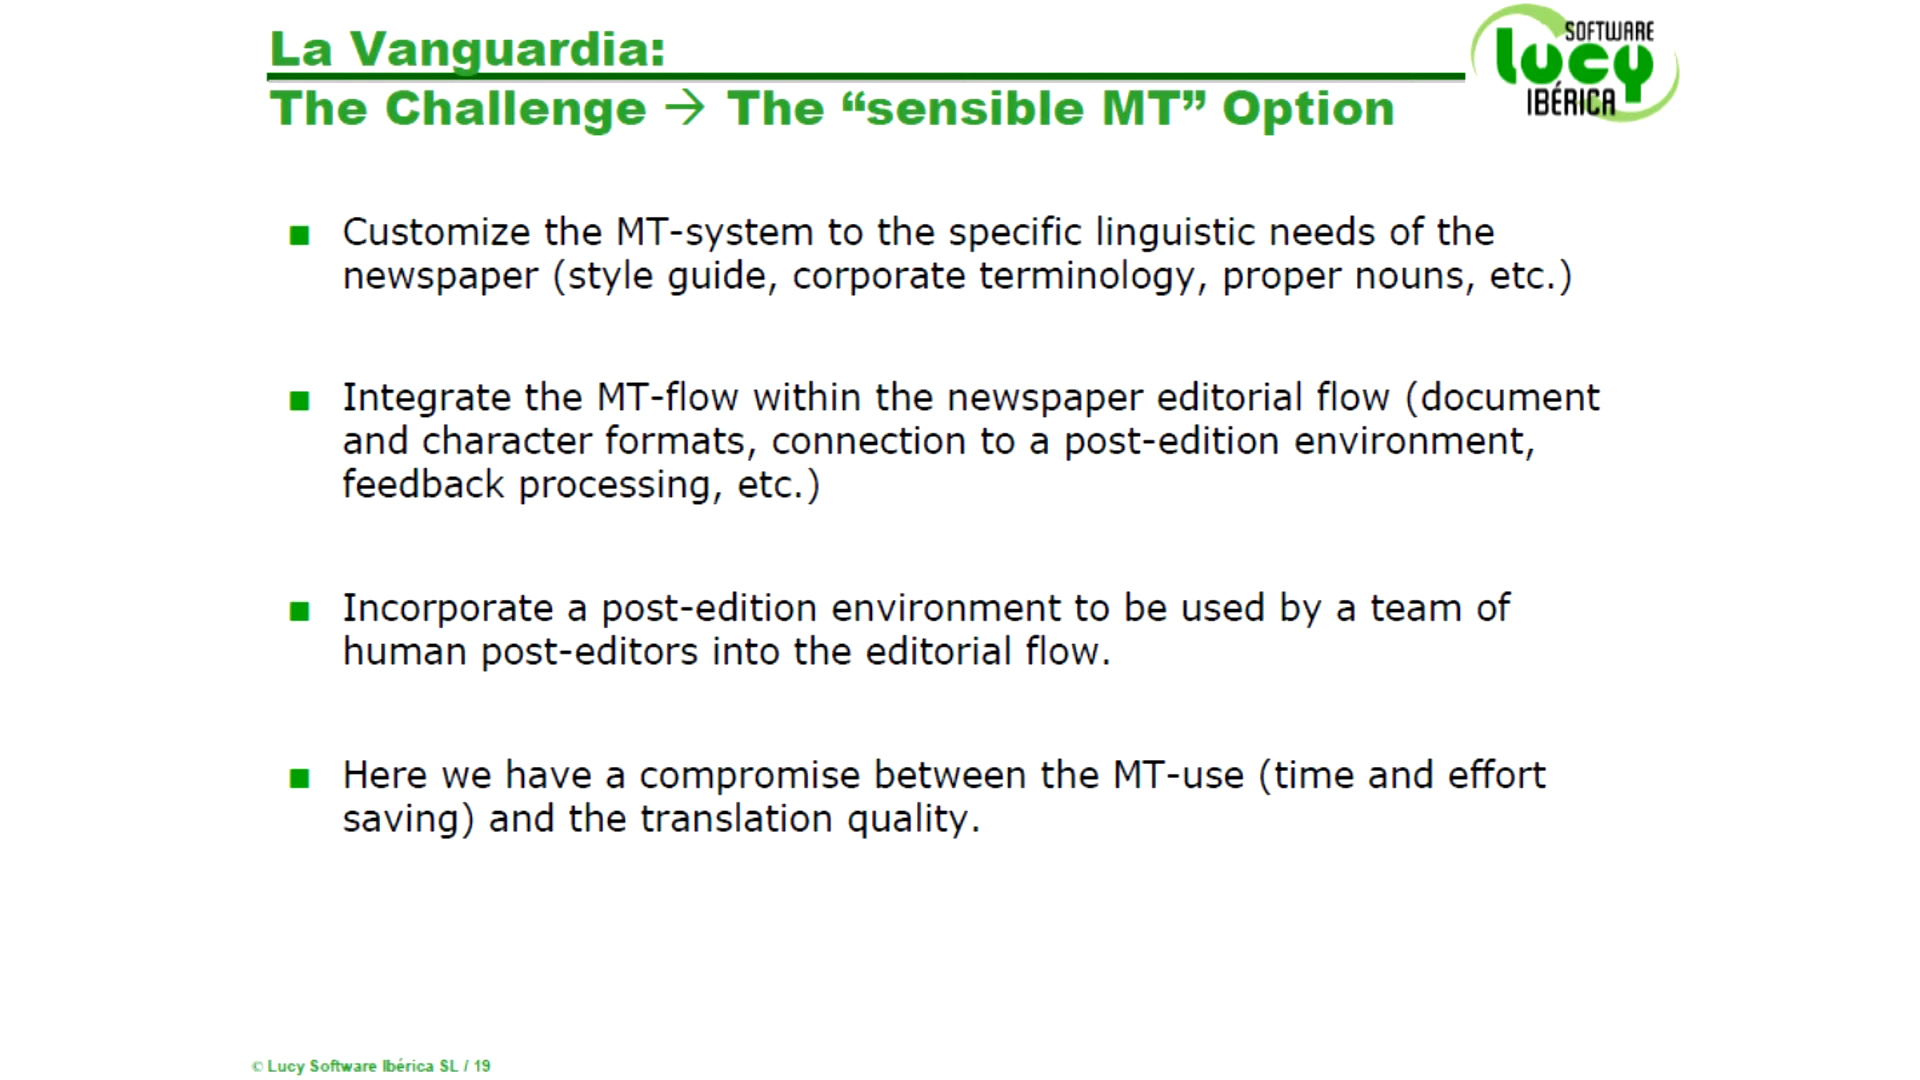 La Vanguardia:
The Challenge → The “sensible MT” Option
SOFTWARE
lucy
IBÉRICA
■ Customize the MT-system to the specific linguistic needs of the
newspaper (style guide, corporate terminology, proper nouns, etc.)
■ Integrate the MT-flow within the newspaper editorial flow (document
and character formats, connection to a post-edition environment,
feedback processing, etc.)
■ Incorporate a post-edition environment to be used by a team of
human post-editors into the editorial flow.
■ Here we have a compromise between the MT-use (time and effort
saving) and the translation quality.
© Lucy Software Ibérica SL / 19